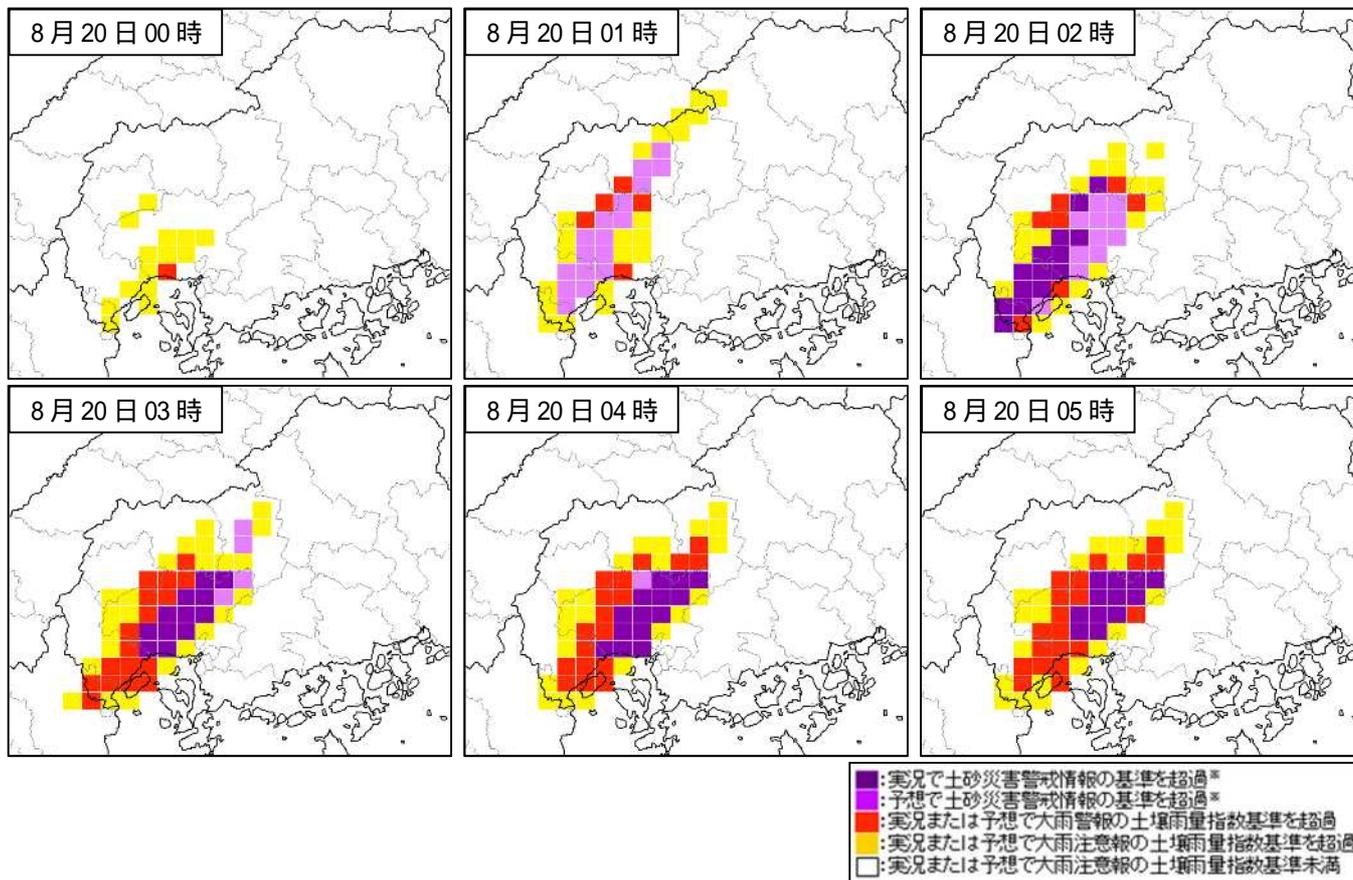 8月20日00時
8月20日01時
8月20日02時
8月20日03時
8月20日04時
8月20日05時
:実況で土砂災害警戒情報の基準を超過※
:予想で土砂災害警戒情報の基準を超過※
:実況または予想で大雨警報の土壌雨量指数基準を超過
:実況または予想で大雨注意報の土壌雨量指数基準を超過
:実況または予想で大雨注意報の土壌雨量指数基準未満